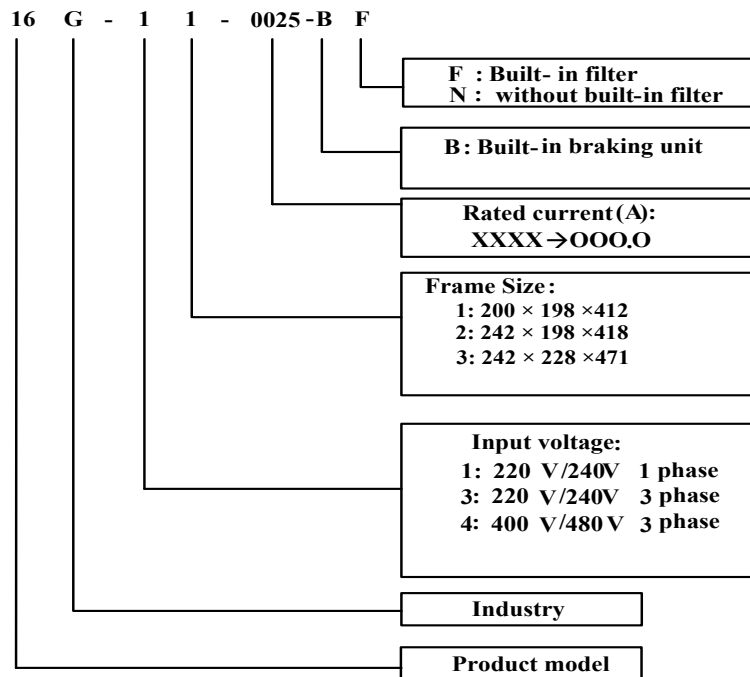 16 G - 1 1 - 0025 - B F
F : Built- in filter
N : without built-in filter
B: Built- in braking unit
Rated current (A):
XXXX→OOO.O
Frame Size:
1: 200 × 198 ×412
2: 242 × 198 ×418
3: 242 × 228 ×471
Input voltage:
1: 220 V/240V 1 phase
3: 220 V/240V 3 phase
4: 400 V/480V 3 phase
Industry
Product model